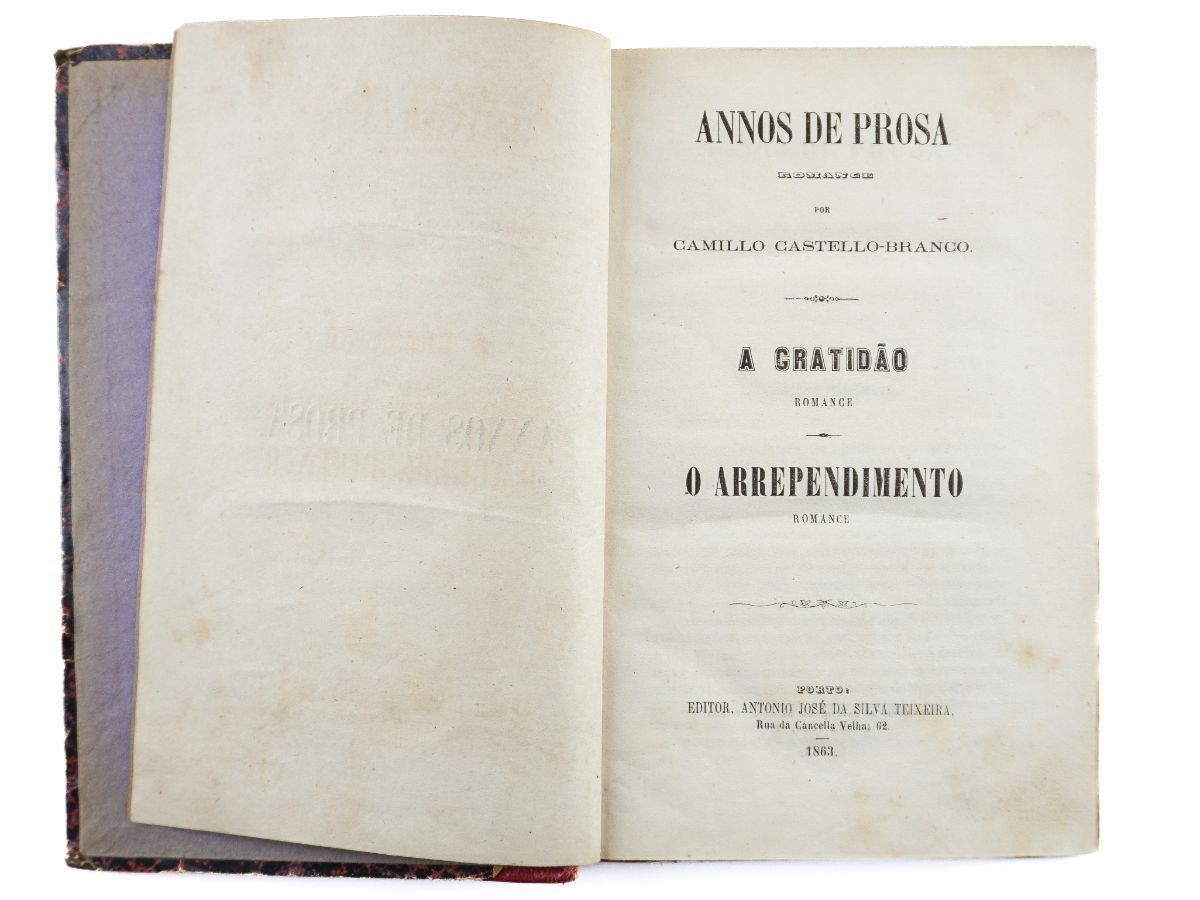 ANNOS DE PROSA
ROMANCE
POR
CAMILLO CASTELLO-BRANCO.
A GRATIDÃO
ROMANCE
O ARREPENDIMENTO
ROMANCE
PORTO:
EDITOR, ANTONIO JOSÉ DA SILVA TEIXEIRA,
Rua da Cancella Velha, 62.
1863.